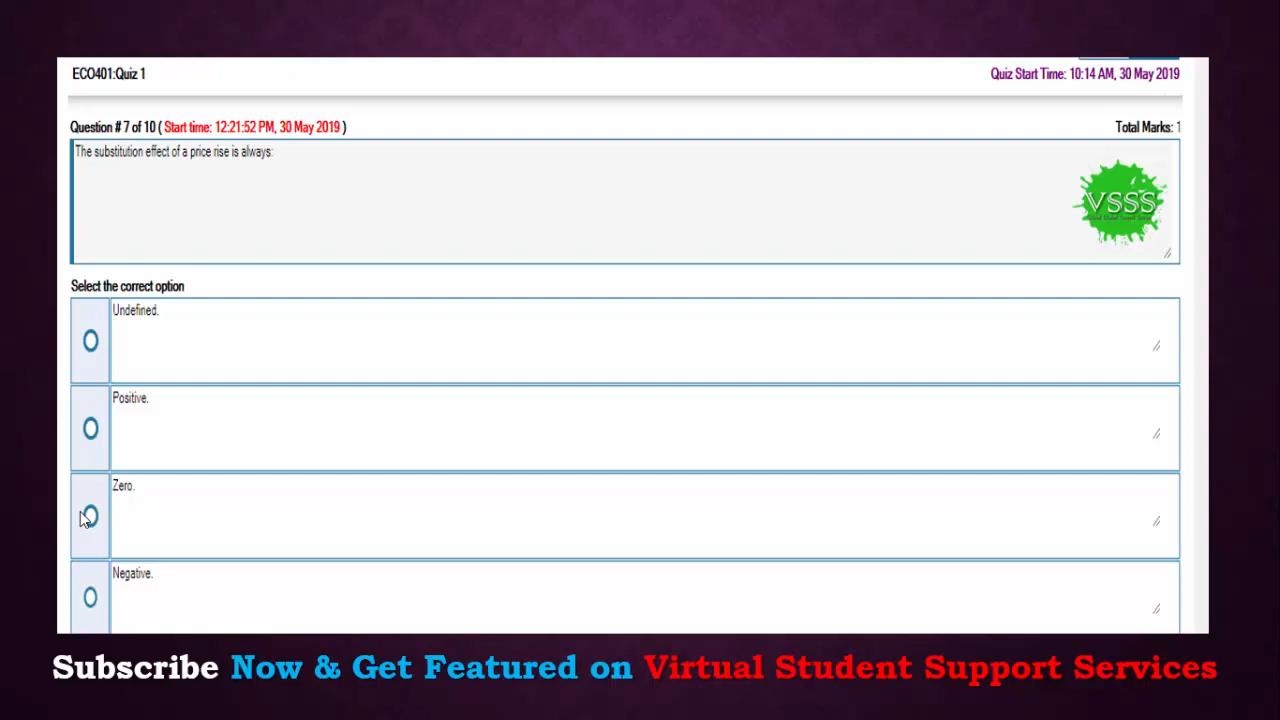 ECO401:Quiz 1
Quiz Start Time: 10:14 AM, 30 May 2019
Question # 7 of 10 ( Start time: 12:21:52 PM, 30 May 2019 )
Total Marks: 1
The substitution effect of a price rise is always:
VSSS
Select the correct option
Undefined.
Positive.
Zero.
Negative.
Subscribe Now & Get Featured on Virtual Student Support Services